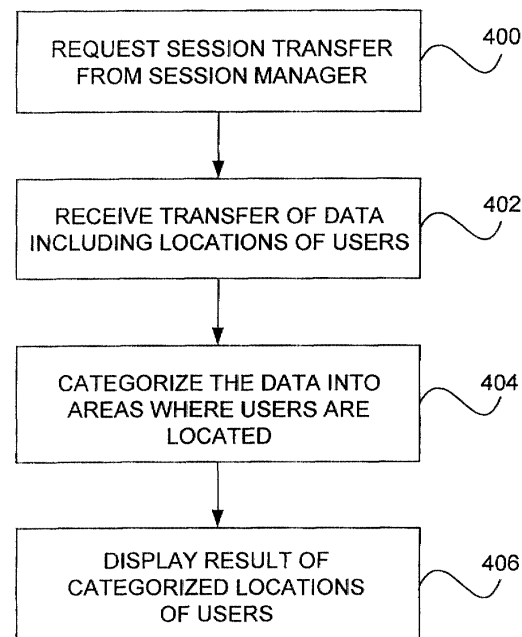 REQUEST SESSION TRANSFER
FROM SESSION MANAGER
400
RECEIVE TRANSFER OF DATA
INCLUDING LOCATIONS OF USERS
402
CATEGORIZE THE DATA INTO
AREAS WHERE USERS ARE
LOCATED
404
DISPLAY RESULT OF
CATEGORIZED LOCATIONS
OF USERS
406